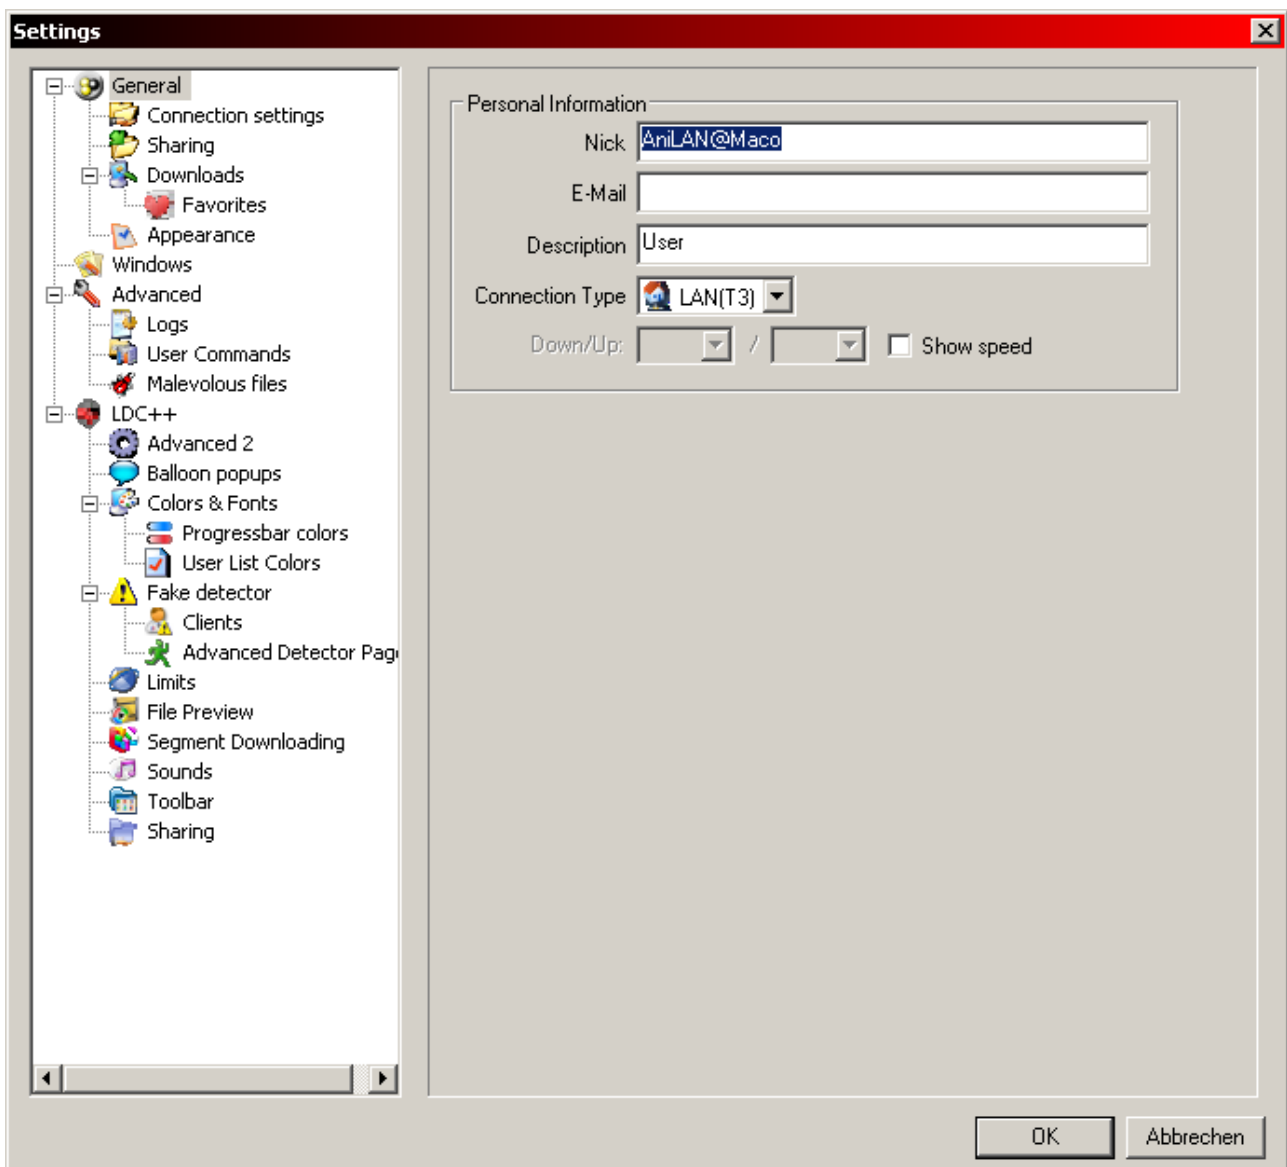 Settings
General
Connection settings
Sharing
Downloads
Favorites
Appearance
Windows
Advanced
Logs
User Commands
Malevolous files
LDC++
Advanced 2
Balloon popups
Colors & Fonts
Progressbar colors
User List Colors
Fake detector
Clients
Advanced Detector Pag
Limits
File Preview
Segment Downloading
Sounds
Toolbar
Sharing
Personal Information
Nick AniLAN@Maco
E-Mail
Description User
Connection Type LAN(T3)
Down/Up: / Show speed
OK Abbrechen